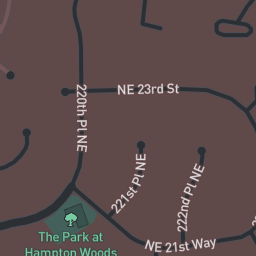 NE 23rd St
220th Pl NE
221st Pl NE
222nd Pl NE
The Park at
Hampton Woods
NE 21st Way